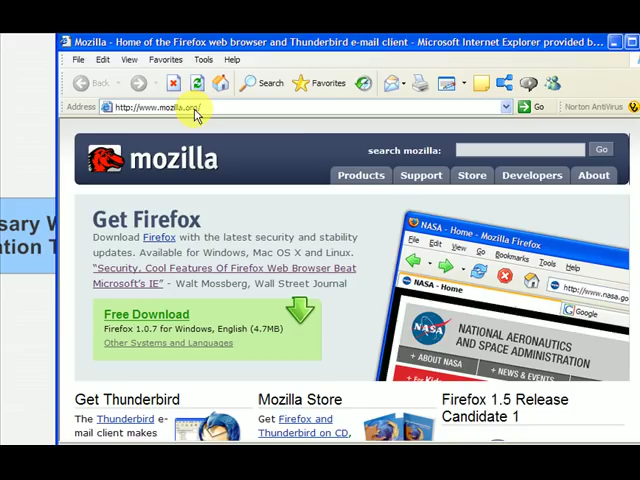 Mozilla - Home of the Firefox web browser and Thunderbird e-mail client - Microsoft Internet Explorer provided b
File Edit View Favorites Tools Help
Back Search Favorites
Address http://www.mozilla.org/ Go Norton AntiVirus
mozilla
search mozilla: Go
Products Support Store Developers About
sary W
ation T
Get Firefox
Download Firefox with the latest security and stability
updates. Available for Windows, Mac OS X and Linux.
“Security, Cool Features Of Firefox Web Browser Beat
Microsoft's IE” - Walt Mossberg, Wall Street Journal
Free Download
Firefox 1.0.7 for Windows, English (4.7MB)
Other Systems and Languages
NASA - Home - Mozilla Firefox
File Edit View Go Bookmarks Tools Help
http://www.nasa.go
NASA - Home
Google
NASA
NATIONAL AERONAUTICS
AND SPACE ADMINISTRATION
+ ABOUT NASA + NEWS & EVENTS
+ For Kids
Get Thunderbird
The Thunderbird e-
mail client makes
Mozilla Store
Get Firefox and
Thunderbird on CD,
Firefox 1.5 Release
Candidate 1